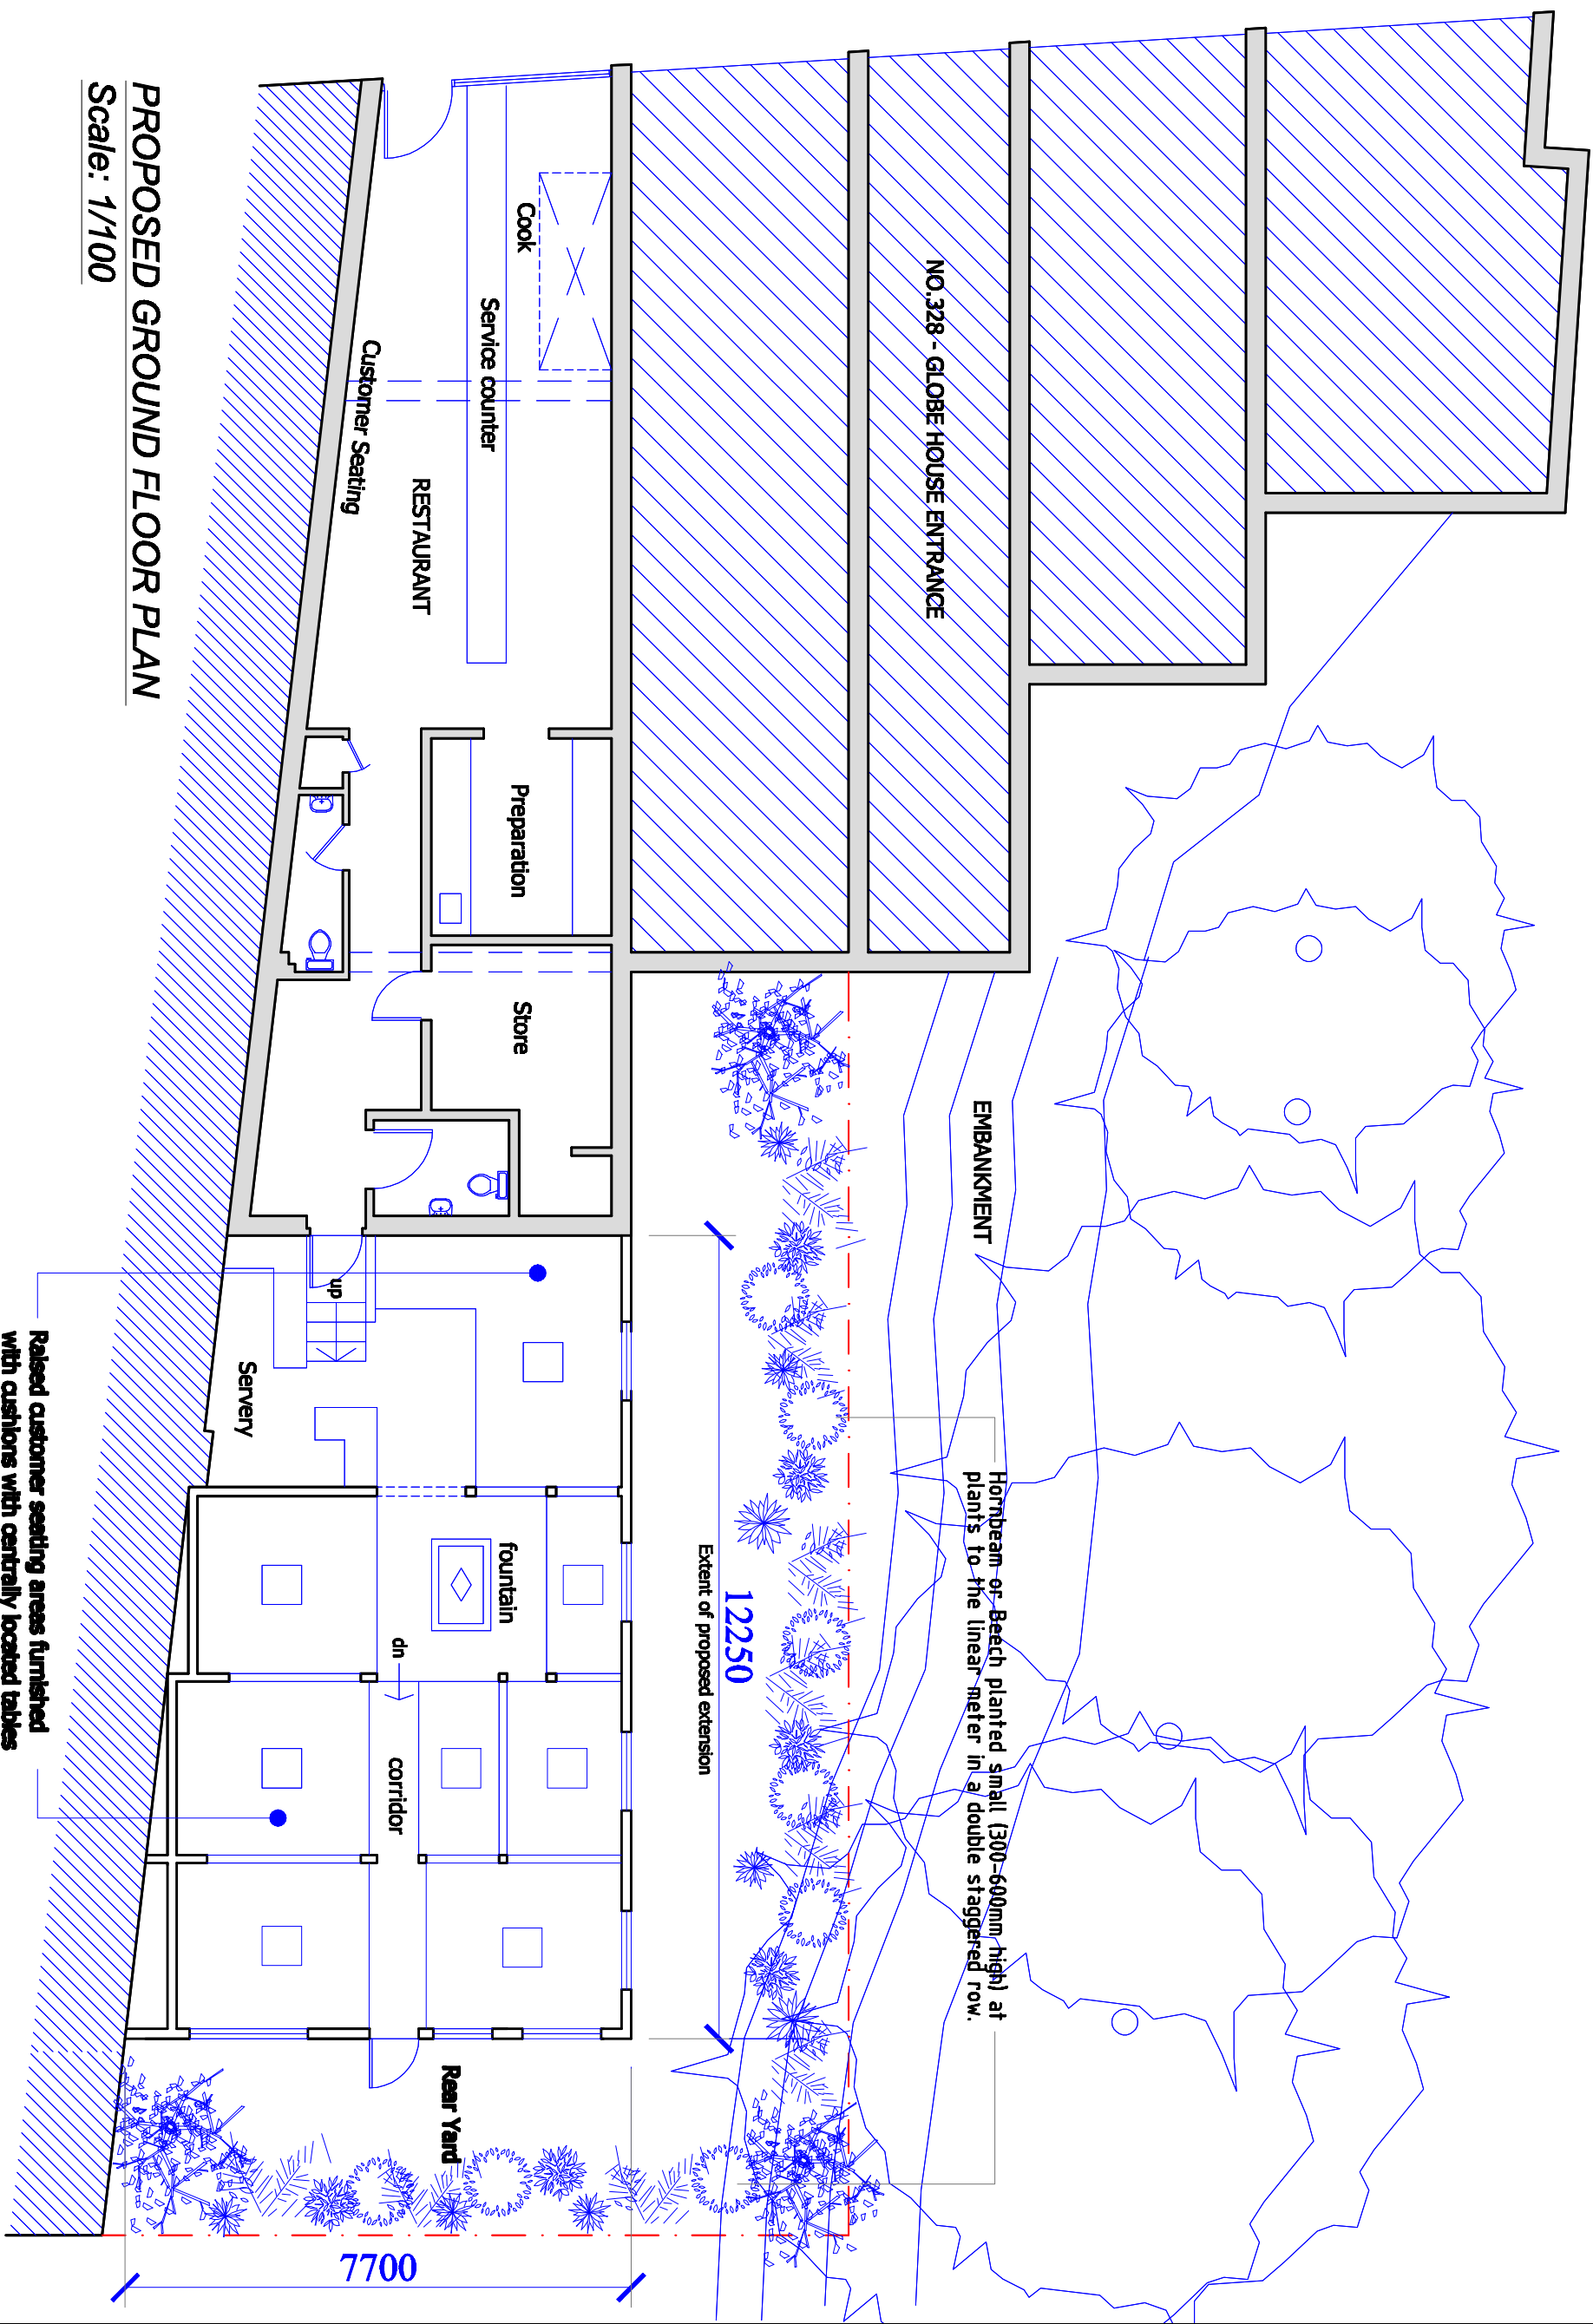 PROPOSED GROUND FLOOR PLAN
Scale: 1/100
NO.328 - GLOBE HOUSE ENTRANCE
Cook
Service counter
Customer Seating
RESTAURANT
Preparation
Store
EMBANKMENT
up
Servery
fountain
dn
corridor
Extent of proposed extension
12250
Hornbeam or Beech planted small (300-600mm high) at
plants to the linear meter in a double staggered row.
Raised customer seating areas furnished
with cushions with centrally located tables
Rear Yard
7700